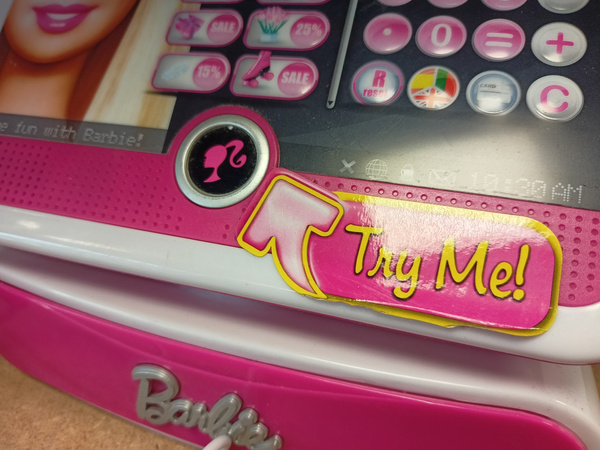 SALE
25%
15%
SALE
• 0 = +
R
reset
C
e fun with Barbie!
10:30 AM
Try Me!
Barbie